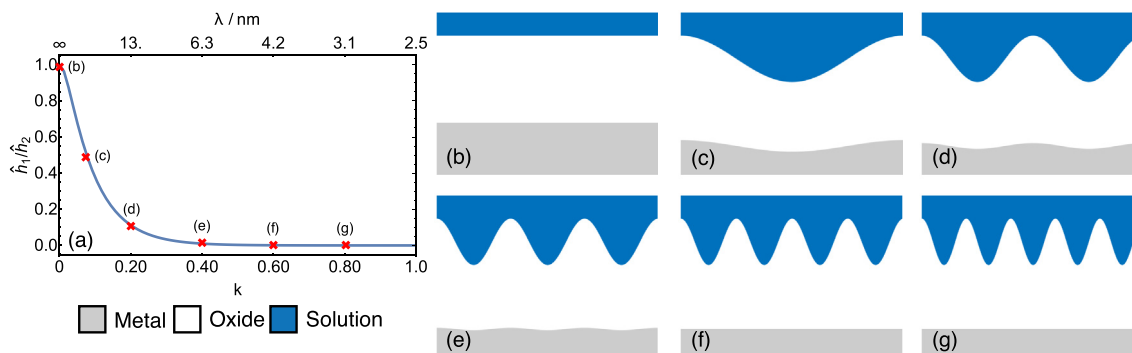 λ / nm
∞ 13. 6.3 4.2 3.1 2.5
ĥ₁/ĥ₂
1.0
0.8
0.6
0.4
0.2
0.0
(b)
(c)
(d)
(e)
(f)
(g)
(a)
0 0.20 0.40 0.60 0.80 1.0
k
Metal Oxide Solution
(b)
(c)
(d)
(e)
(f)
(g)